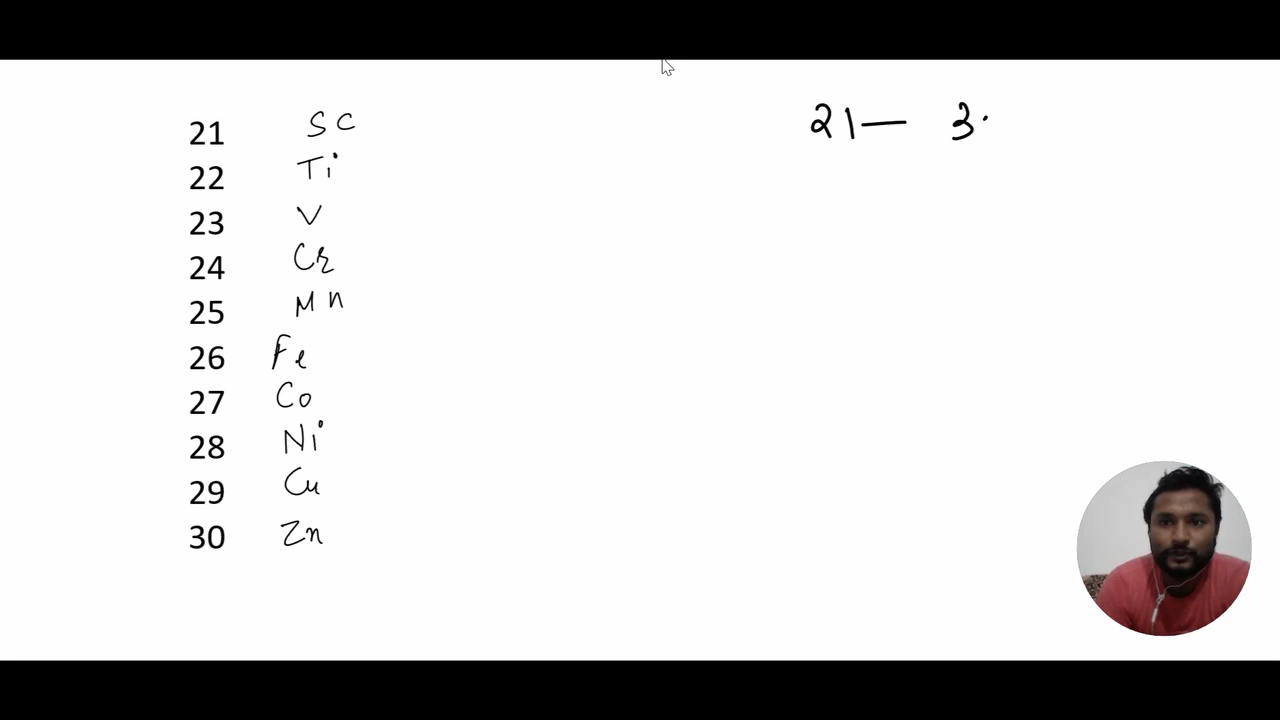 21 Sc 21— 3.
22 Ti
23 V
24 Cr
25 Mn
26 Fe
27 Co
28 Ni
29 Cu
30 Zn